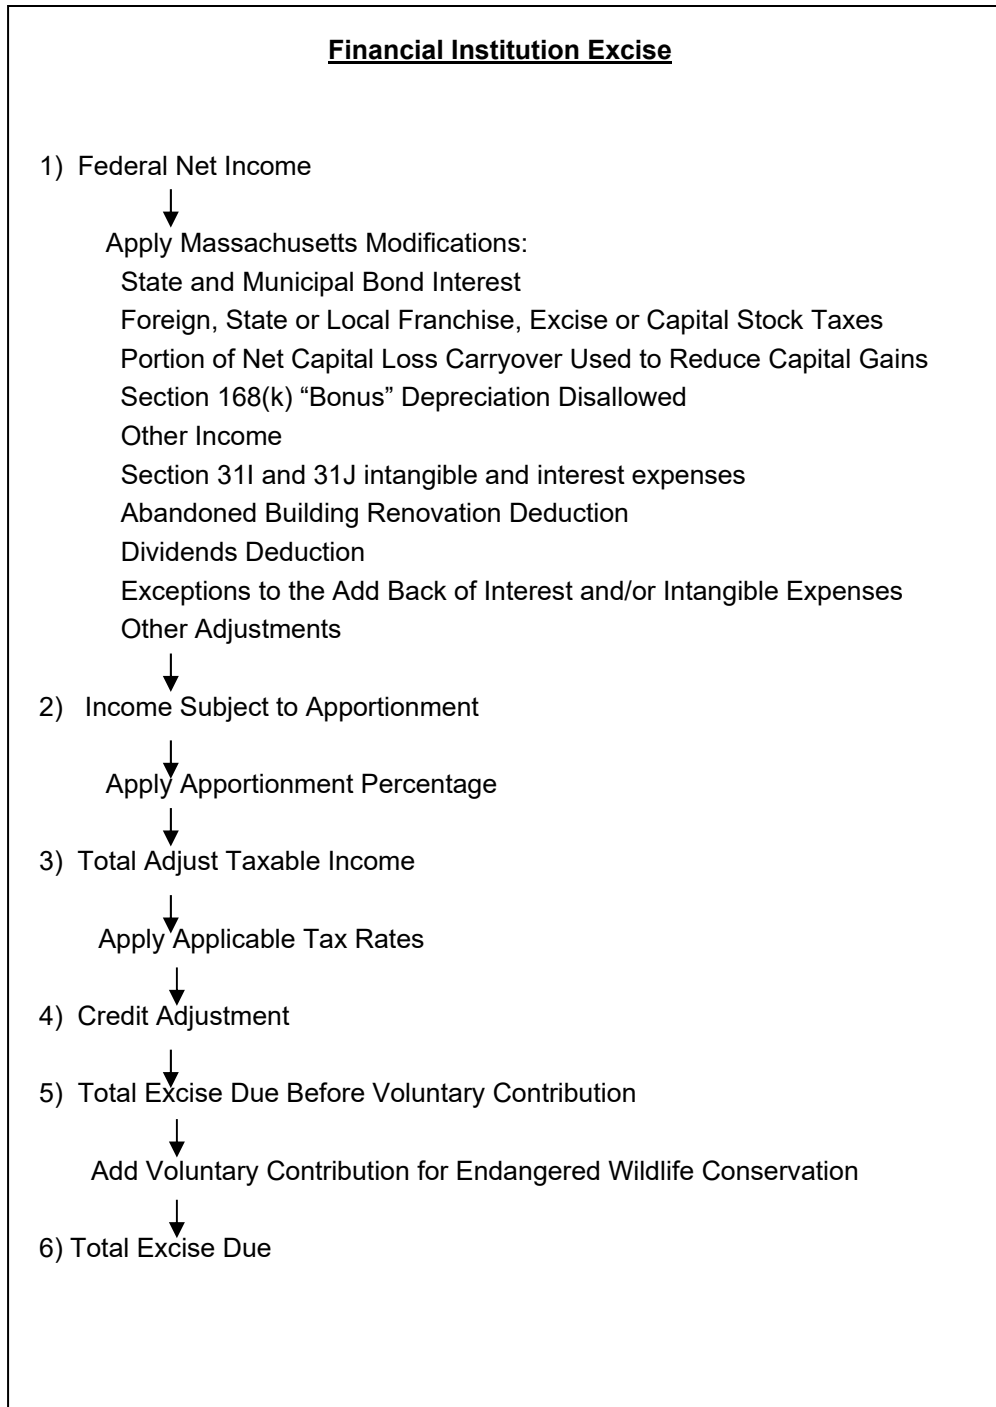 Financial Institution Excise
1) Federal Net Income
Apply Massachusetts Modifications:
State and Municipal Bond Interest
Foreign, State or Local Franchise, Excise or Capital Stock Taxes
Portion of Net Capital Loss Carryover Used to Reduce Capital Gains
Section 168(k) “Bonus” Depreciation Disallowed
Other Income
Section 31I and 31J intangible and interest expenses
Abandoned Building Renovation Deduction
Dividends Deduction
Exceptions to the Add Back of Interest and/or Intangible Expenses
Other Adjustments
2) Income Subject to Apportionment
Apply Apportionment Percentage
3) Total Adjust Taxable Income
Apply Applicable Tax Rates
4) Credit Adjustment
5) Total Excise Due Before Voluntary Contribution
Add Voluntary Contribution for Endangered Wildlife Conservation
6) Total Excise Due